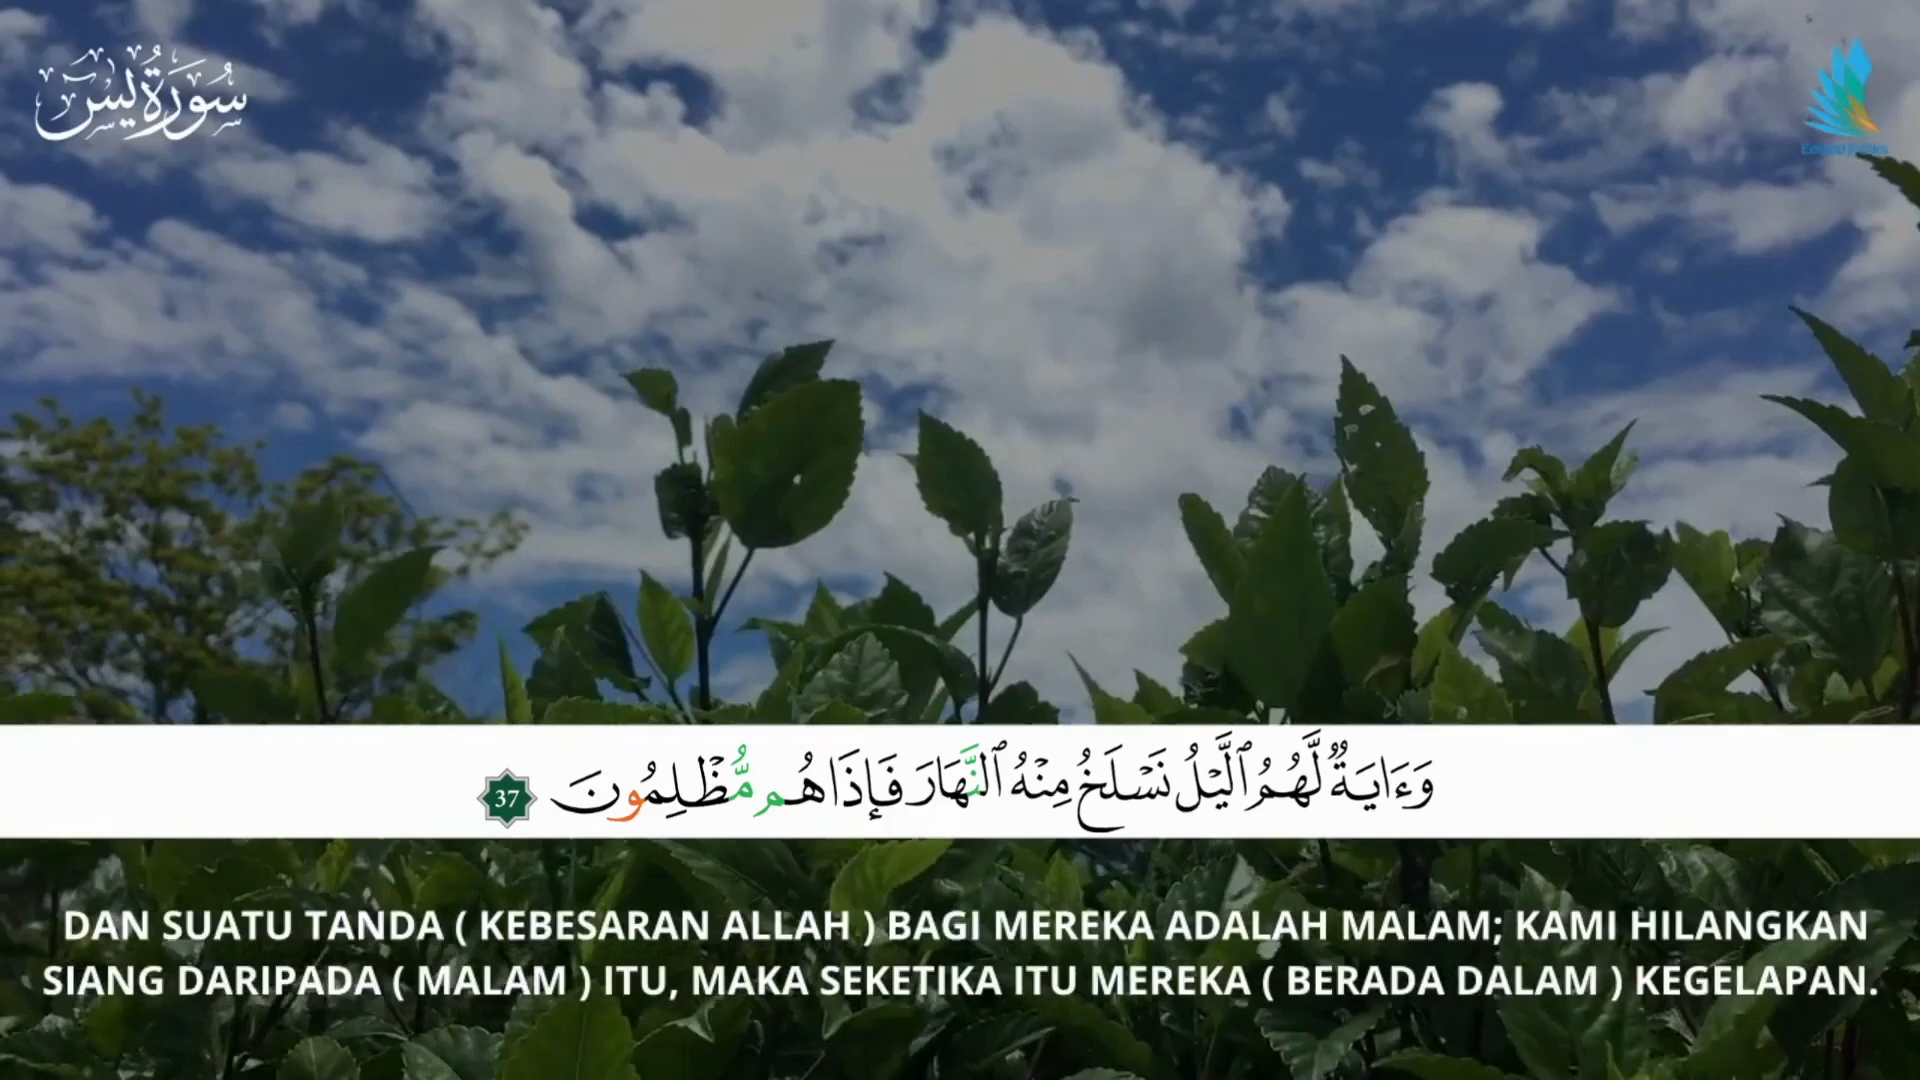 سُورَةُ يٰسٓ
وَءَايَةٌ لَّهُمُ ٱلَّيْلُ نَسْلَخُ مِنْهُ ٱلنَّهَارَ فَإِذَا هُم مُّظْلِمُونَ 37
DAN SUATU TANDA ( KEBESARAN ALLAH ) BAGI MEREKA ADALAH MALAM; KAMI HILANGKAN
SIANG DARIPADA ( MALAM ) ITU, MAKA SEKETIKA ITU MEREKA ( BERADA DALAM ) KEGELAPAN.